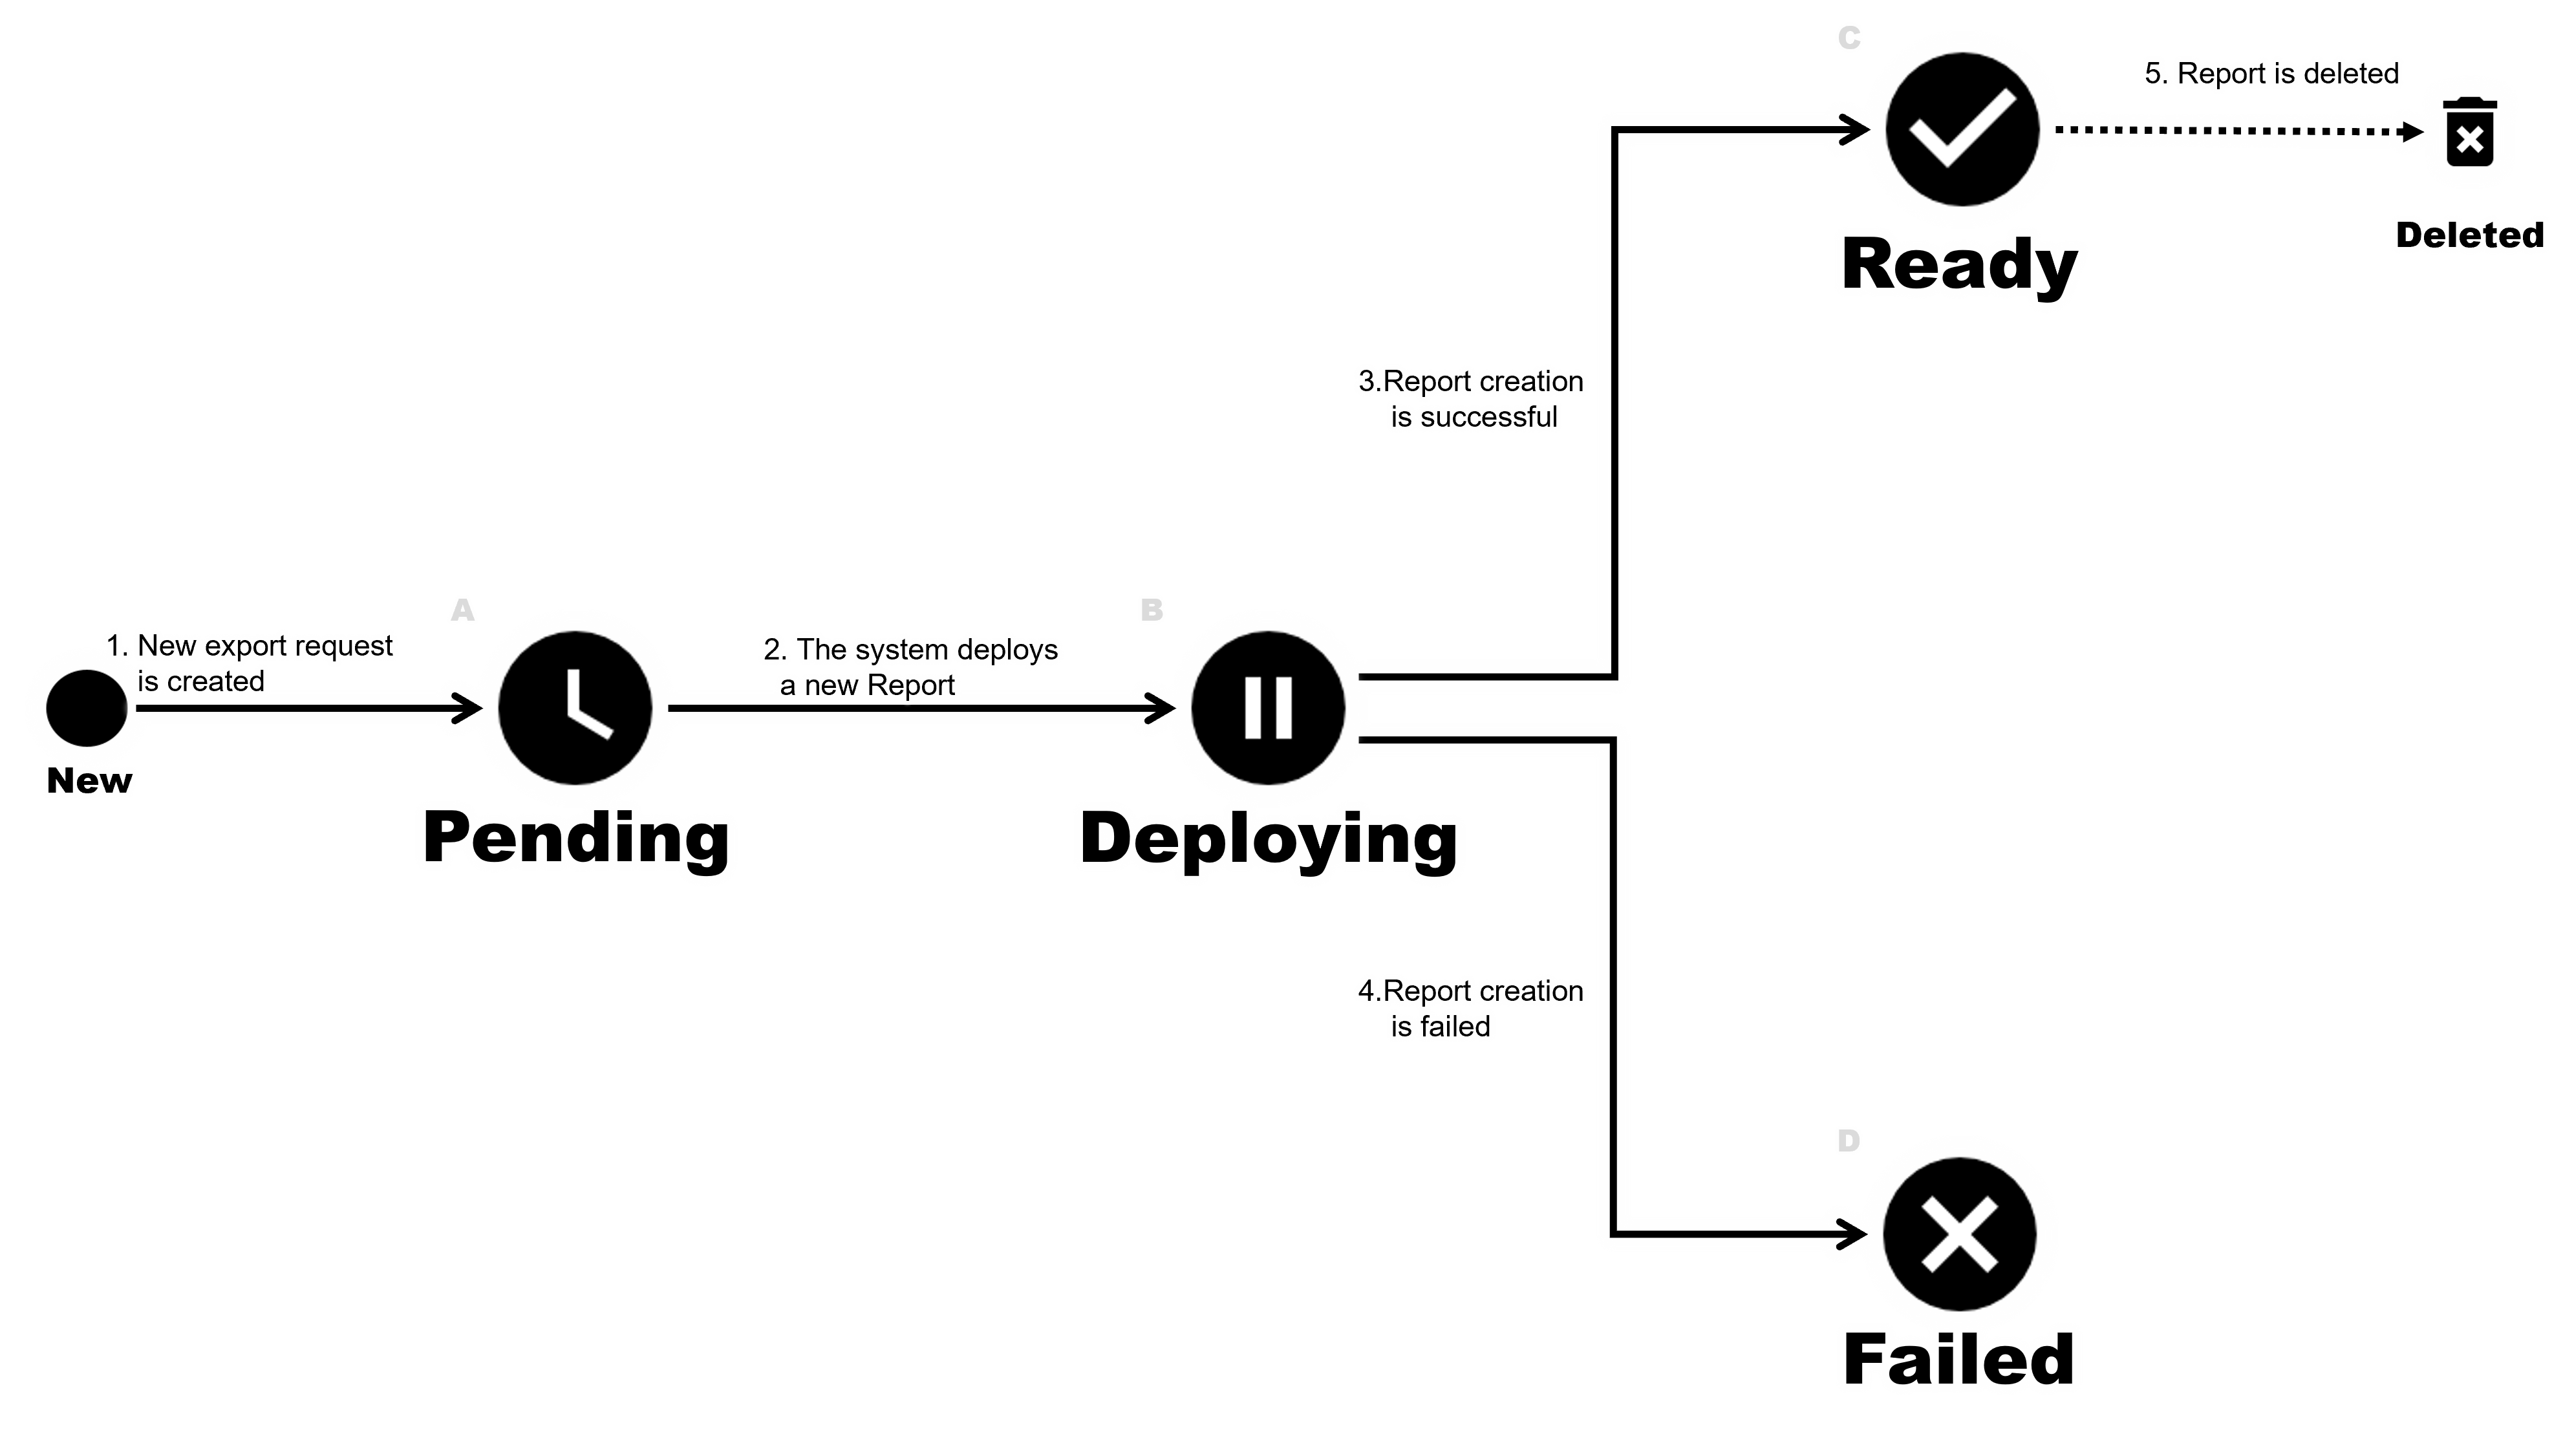 C
5. Report is deleted
Deleted
Ready
3.Report creation
is successful
A
B
1. New export request
is created
2. The system deploys
a new Report
New
Pending
Deploying
4.Report creation
is failed
D
Failed